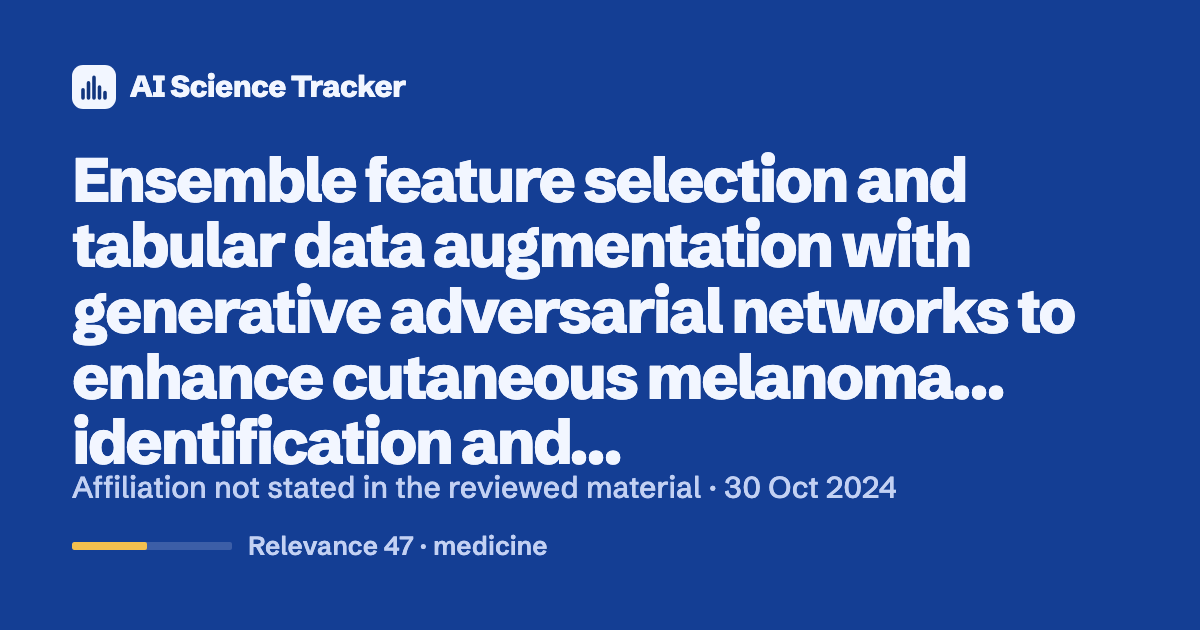 AI Science Tracker
Ensemble feature selection and
tabular data augmentation with
generative adversarial networks to
enhance cutaneous melanoma...
identification and...
Affiliation not stated in the reviewed material · 30 Oct 2024
Relevance 47 · medicine